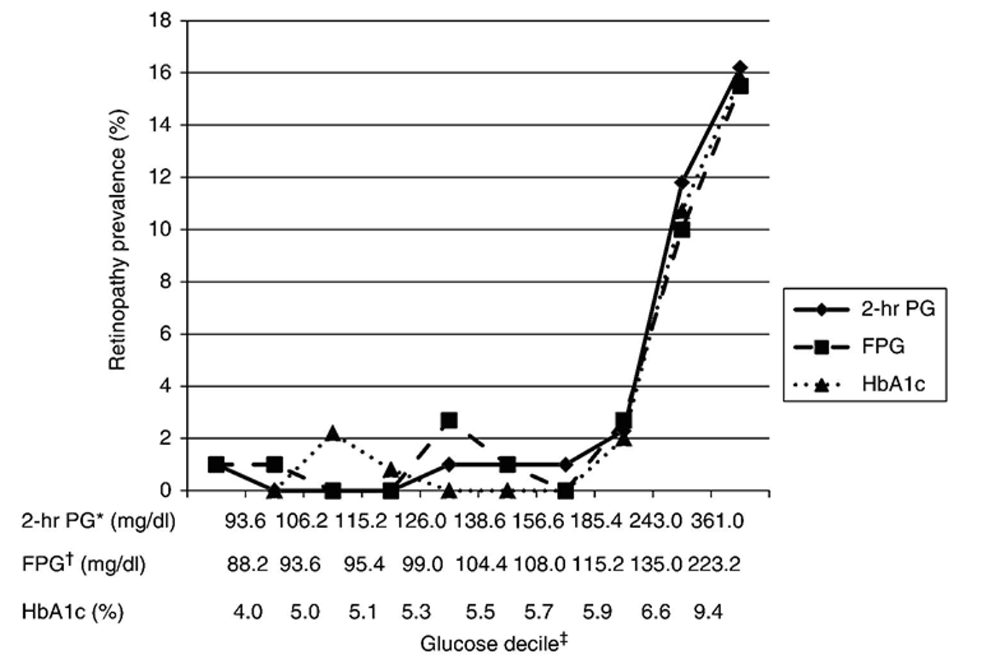 18
16
14
12
10
8
6
4
2
0
Retinopathy prevalence (%)
2-hr PG
FPG
HbA1c
2-hr PG* (mg/dl) 93.6 106.2 115.2 126.0 138.6 156.6 185.4 243.0 361.0
FPG† (mg/dl) 88.2 93.6 95.4 99.0 104.4 108.0 115.2 135.0 223.2
HbA1c (%) 4.0 5.0 5.1 5.3 5.5 5.7 5.9 6.6 9.4
Glucose decile‡